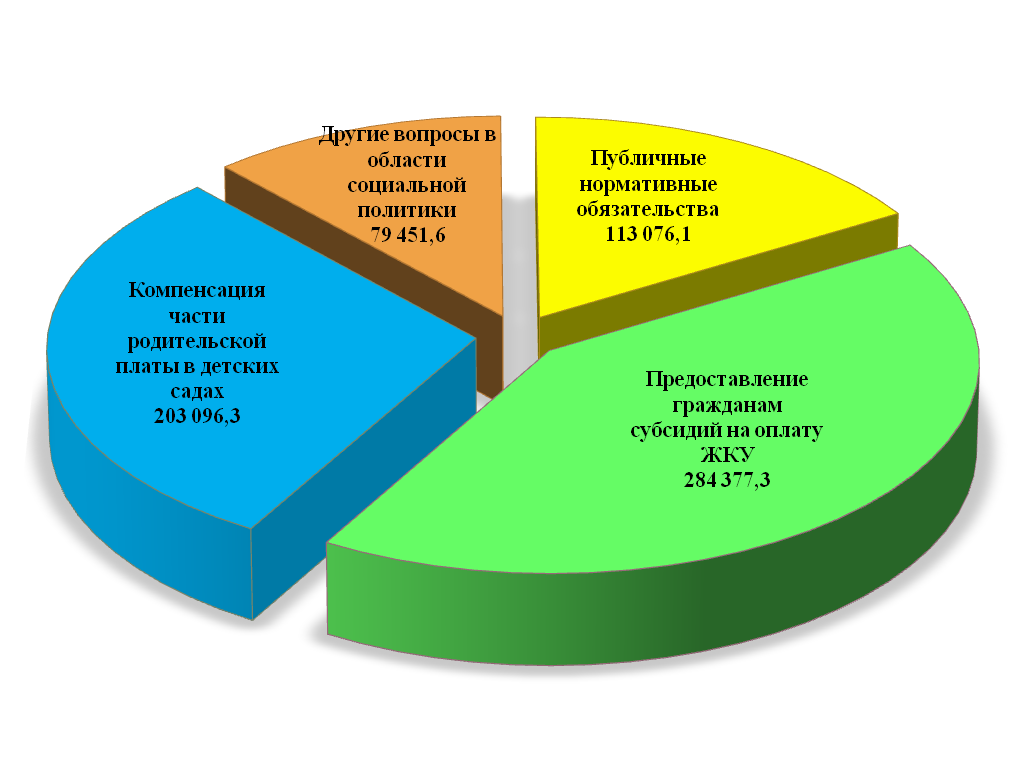 Другие вопросы в
области
социальной
политики
79 451,6
Публичные
нормативные
обязательства
113 076,1
Компенсация
части
родительской
платы в детских
садах
203 096,3
Предоставление
гражданам
субсидий на оплату
ЖКУ
284 377,3